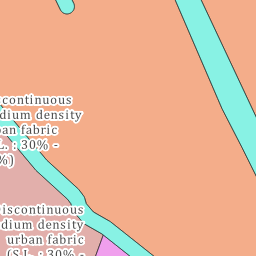 continuous
dium density
an fabric
L. : 30% -
%)
iscontinuous
dium density
urban fabric
(S.L. : 30% -